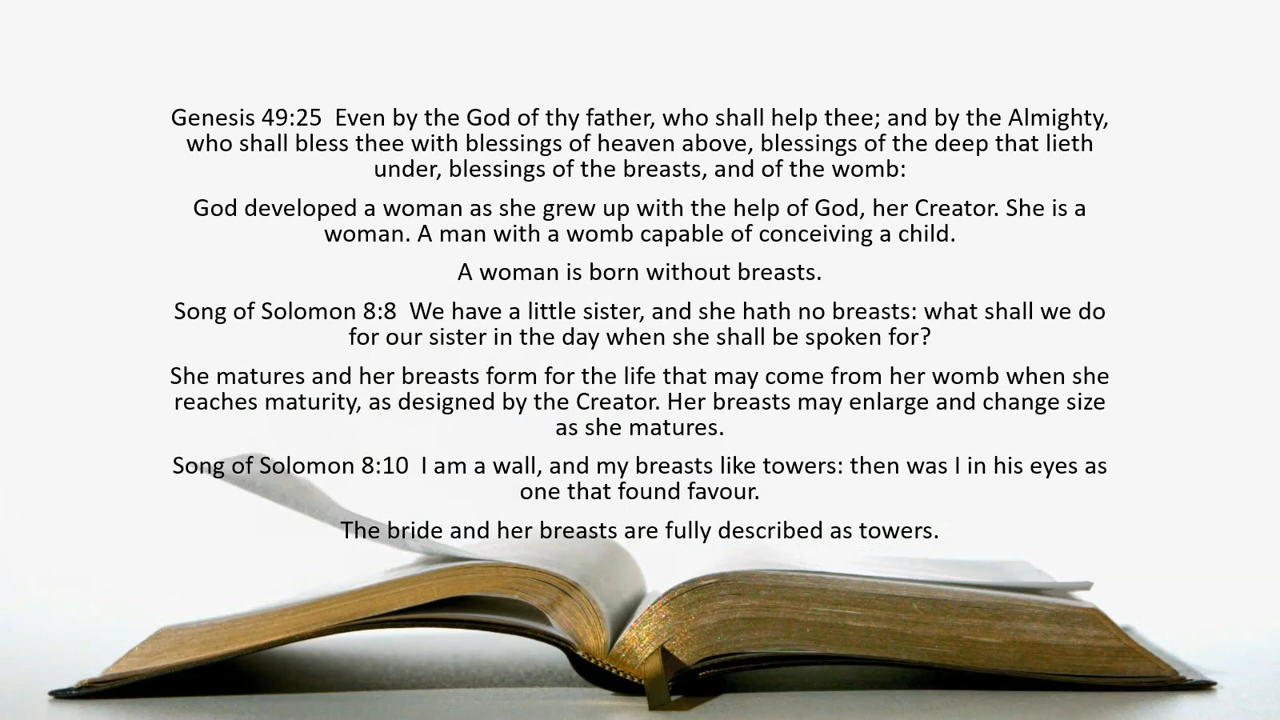 Genesis 49:25  Even by the God of thy father, who shall help thee; and by the Almighty,
who shall bless thee with blessings of heaven above, blessings of the deep that lieth
under, blessings of the breasts, and of the womb:
God developed a woman as she grew up with the help of God, her Creator. She is a
woman. A man with a womb capable of conceiving a child.
A woman is born without breasts.
Song of Solomon 8:8  We have a little sister, and she hath no breasts: what shall we do
for our sister in the day when she shall be spoken for?
She matures and her breasts form for the life that may come from her womb when she
reaches maturity, as designed by the Creator. Her breasts may enlarge and change size
as she matures.
Song of Solomon 8:10  I am a wall, and my breasts like towers: then was I in his eyes as
one that found favour.
The bride and her breasts are fully described as towers.